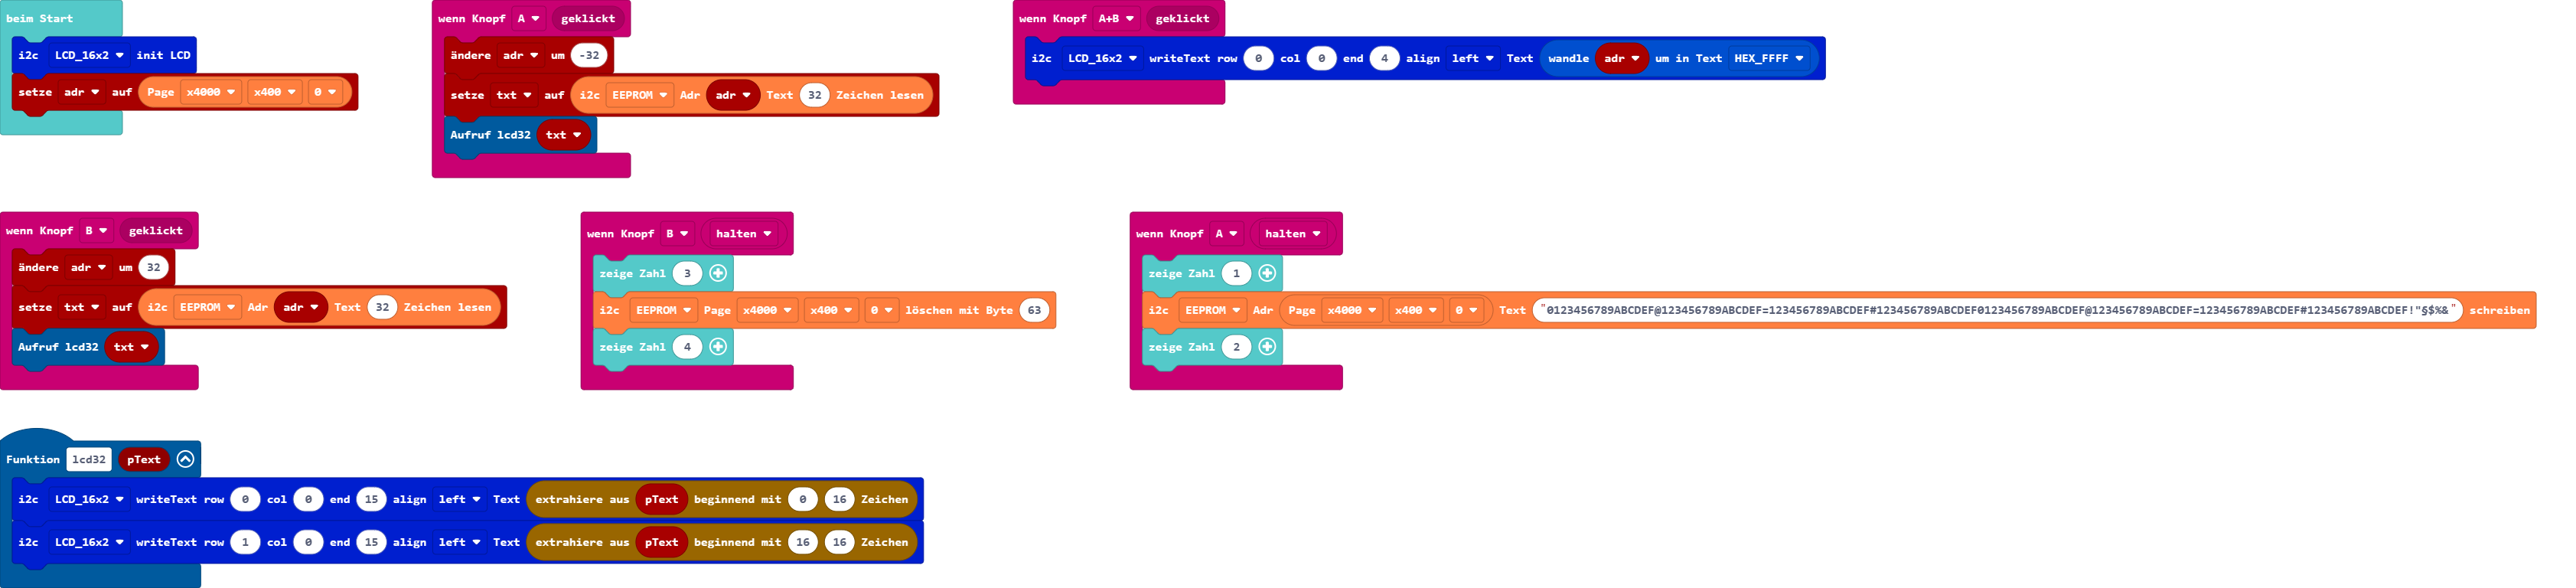 beim Start
i2c LCD_16x2 init LCD
setze adr auf Page x4000 x400 0
wenn Knopf A geklickt
ändere adr um -32
setze txt auf i2c EEPROM Adr adr Text 32 Zeichen lesen
Aufruf lcd32 txt
wenn Knopf A+B geklickt
i2c LCD_16x2 writeText row 0 col 0 end 4 align left Text wandle adr um in Text HEX_FFFF
wenn Knopf B geklickt
ändere adr um 32
setze txt auf i2c EEPROM Adr adr Text 32 Zeichen lesen
Aufruf lcd32 txt
wenn Knopf B halten
zeige Zahl 3
i2c EEPROM Page x4000 x400 0 löschen mit Byte 63
zeige Zahl 4
wenn Knopf A halten
zeige Zahl 1
i2c EEPROM Adr Page x4000 x400 0 Text "0123456789ABCDEF@123456789ABCDEF=123456789ABCDEF#123456789ABCDEF0123456789ABCDEF@123456789ABCDEF=123456789ABCDEF#123456789ABCDEF!"§$%&" schreiben
zeige Zahl 2
Funktion lcd32 pText
i2c LCD_16x2 writeText row 0 col 0 end 15 align left Text extrahiere aus pText beginnend mit 0 16 Zeichen
i2c LCD_16x2 writeText row 1 col 0 end 15 align left Text extrahiere aus pText beginnend mit 16 16 Zeichen